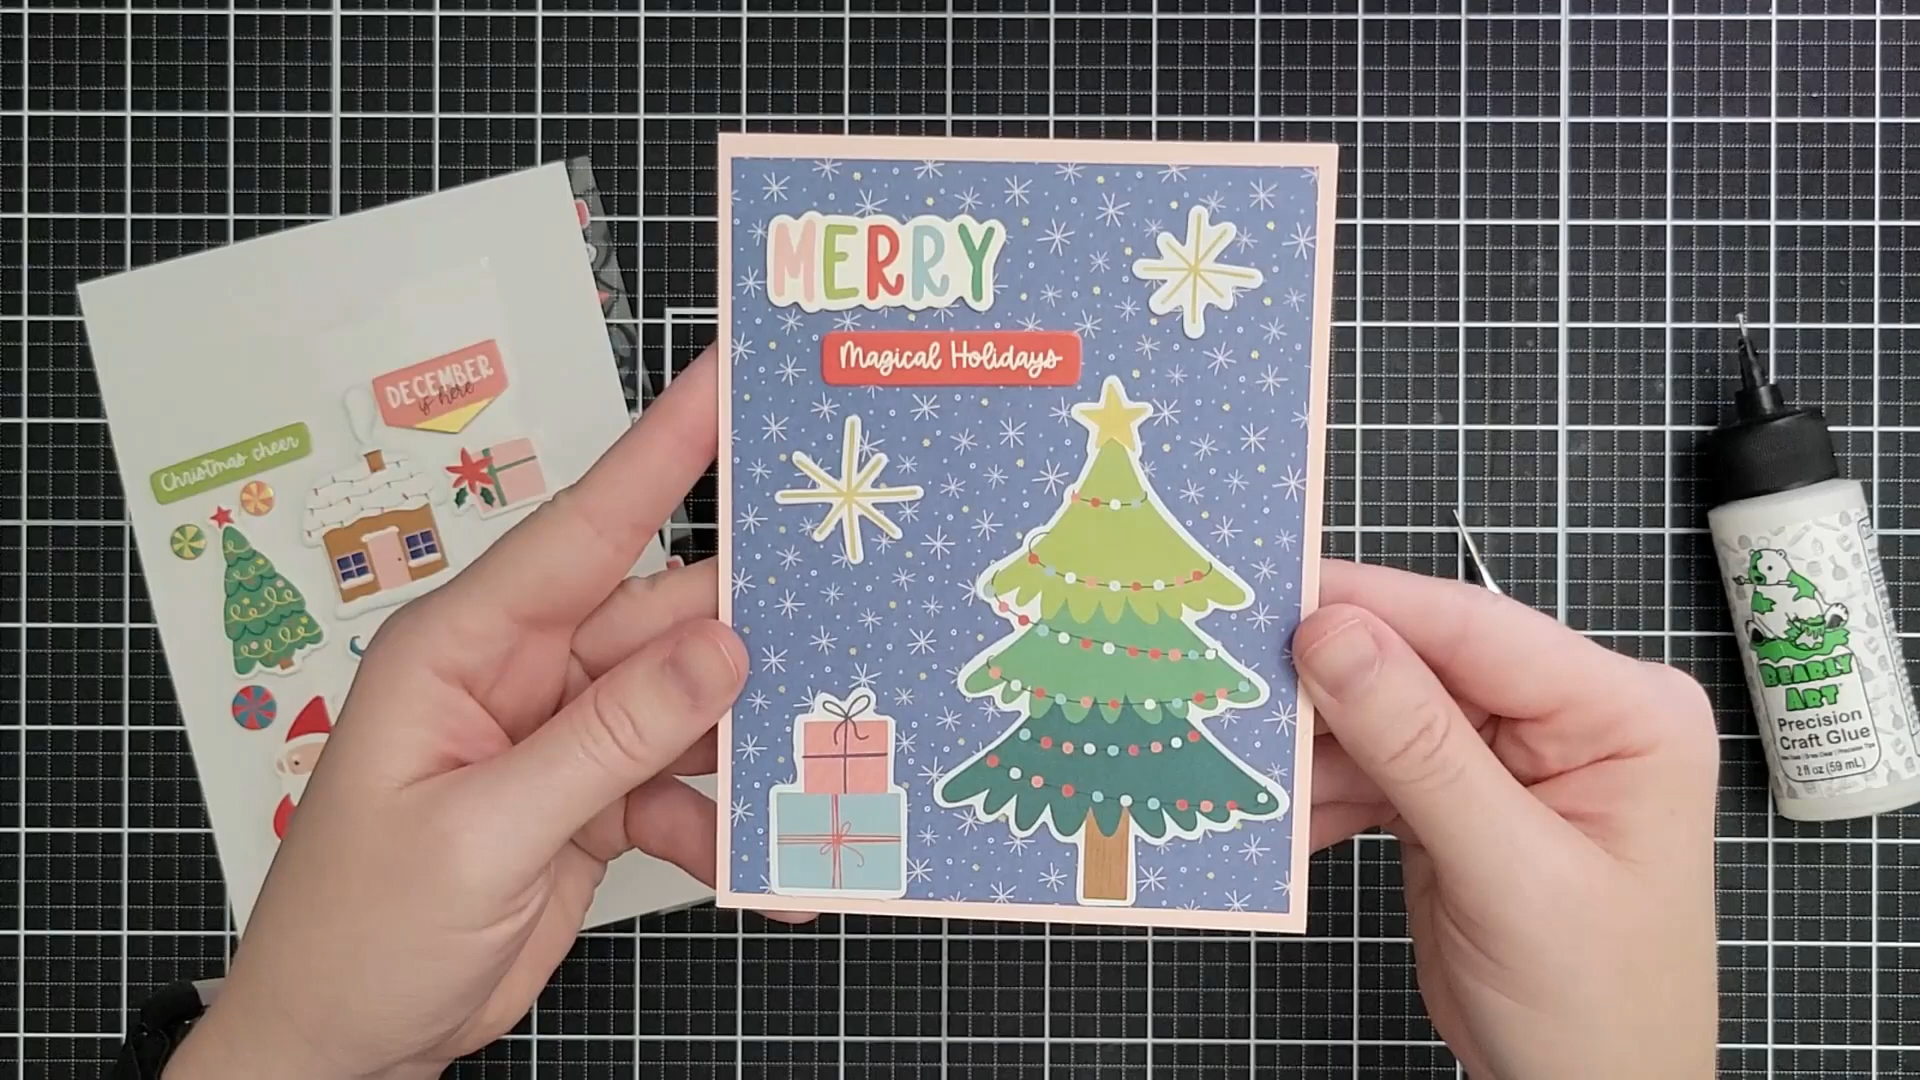 MERRY
Magical Holidays
DECEMBER
is here
Christmas cheer
BEARLY
ART
Precision
Craft Glue
2 fl oz (59 mL)